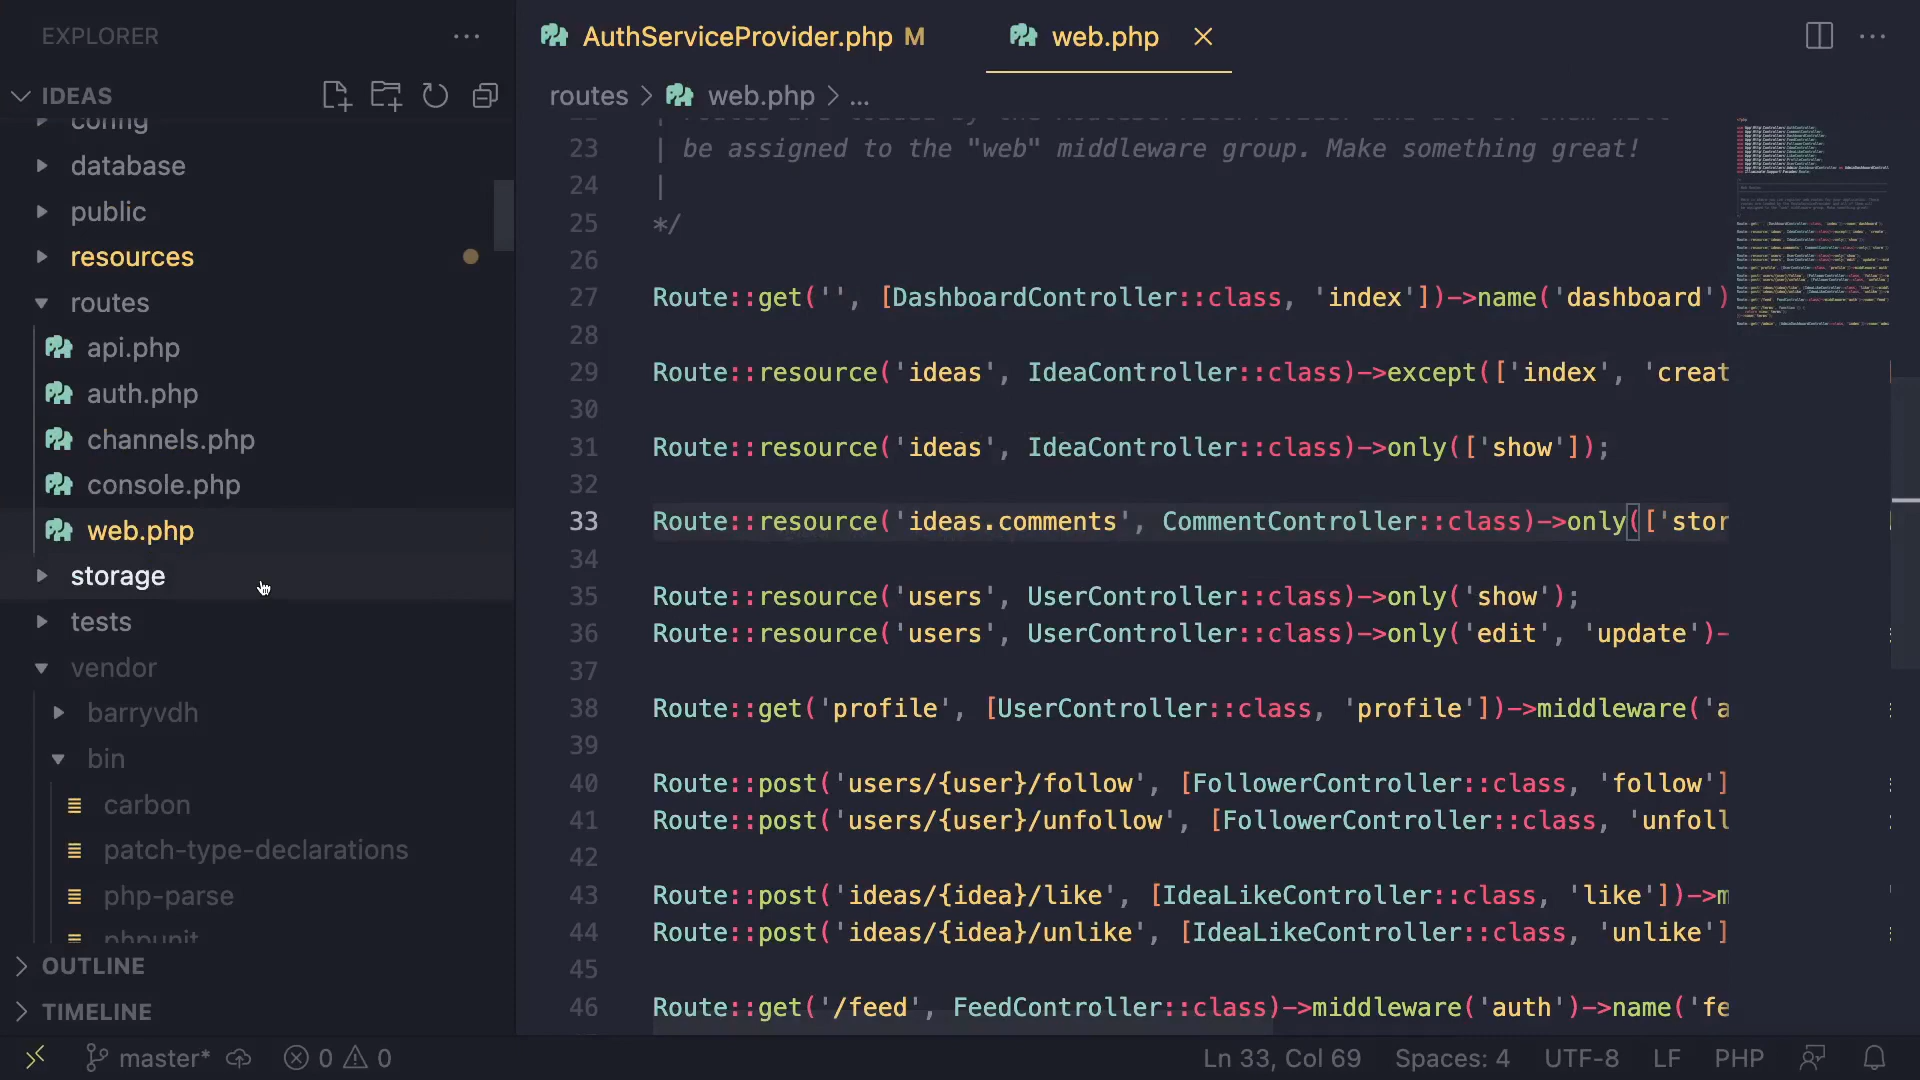 EXPLORER
IDEAS
config
database
public
resources
routes
api.php
auth.php
channels.php
console.php
web.php
storage
tests
vendor
barryvdh
bin
carbon
patch-type-declarations
php-parse
phpunit
OUTLINE
TIMELINE
AuthServiceProvider.php M
web.php
routes > web.php > ...
23 | be assigned to the "web" middleware group. Make something great!
24 |
25 */
26
27 Route::get('', [DashboardController::class, 'index'])->name('dashboard')
28
29 Route::resource('ideas', IdeaController::class)->except(['index', 'creat
30
31 Route::resource('ideas', IdeaController::class)->only(['show']);
32
33 Route::resource('ideas.comments', CommentController::class)->only(['stor
34
35 Route::resource('users', UserController::class)->only('show');
36 Route::resource('users', UserController::class)->only('edit', 'update')-
37
38 Route::get('profile', [UserController::class, 'profile'])->middleware('a
39
40 Route::post('users/{user}/follow', [FollowerController::class, 'follow']
41 Route::post('users/{user}/unfollow', [FollowerController::class, 'unfoll
42
43 Route::post('ideas/{idea}/like', [IdeaLikeController::class, 'like'])->m
44 Route::post('ideas/{idea}/unlike', [IdeaLikeController::class, 'unlike']
45
46 Route::get('/feed', FeedController::class)->middleware('auth')->name('fe
master* 0 0 Ln 33, Col 69 Spaces: 4 UTF-8 LF PHP